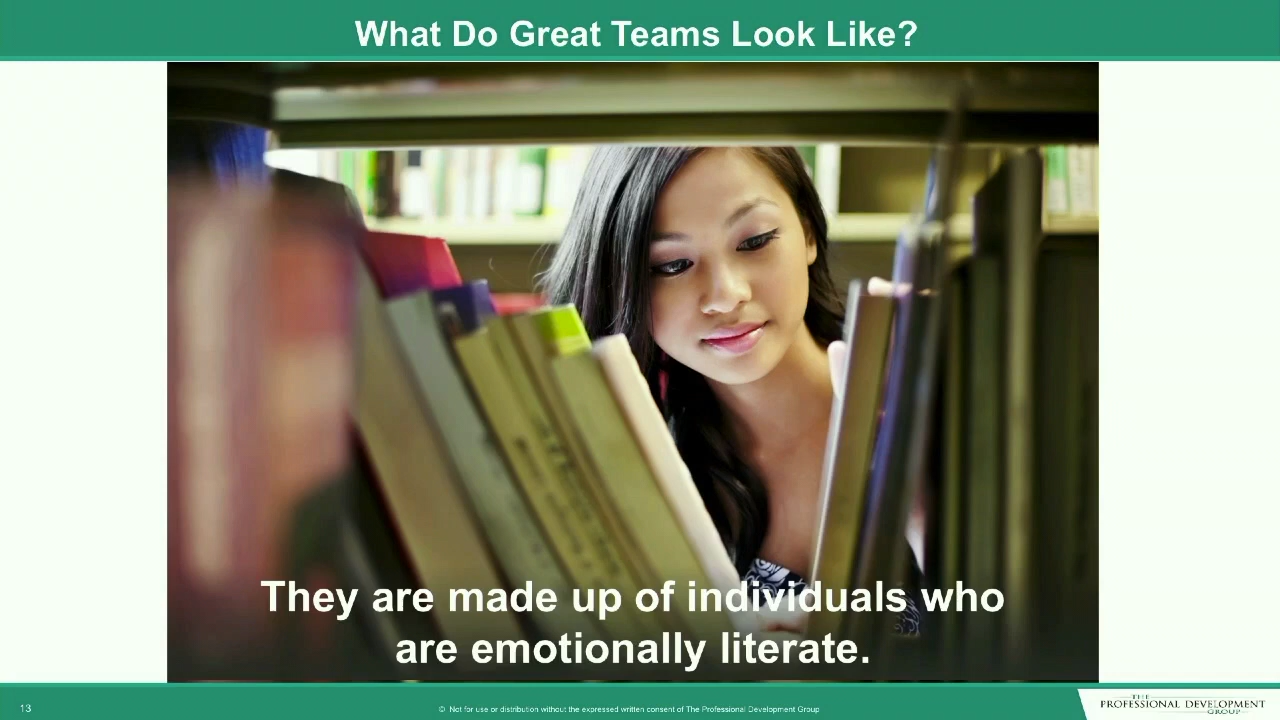 What Do Great Teams Look Like?
They are made up of individuals who
are emotionally literate.
13
© Not for use or distribution without the expressed written consent of The Professional Development Group
THE
PROFESSIONAL DEVELOPMENT
GROUP